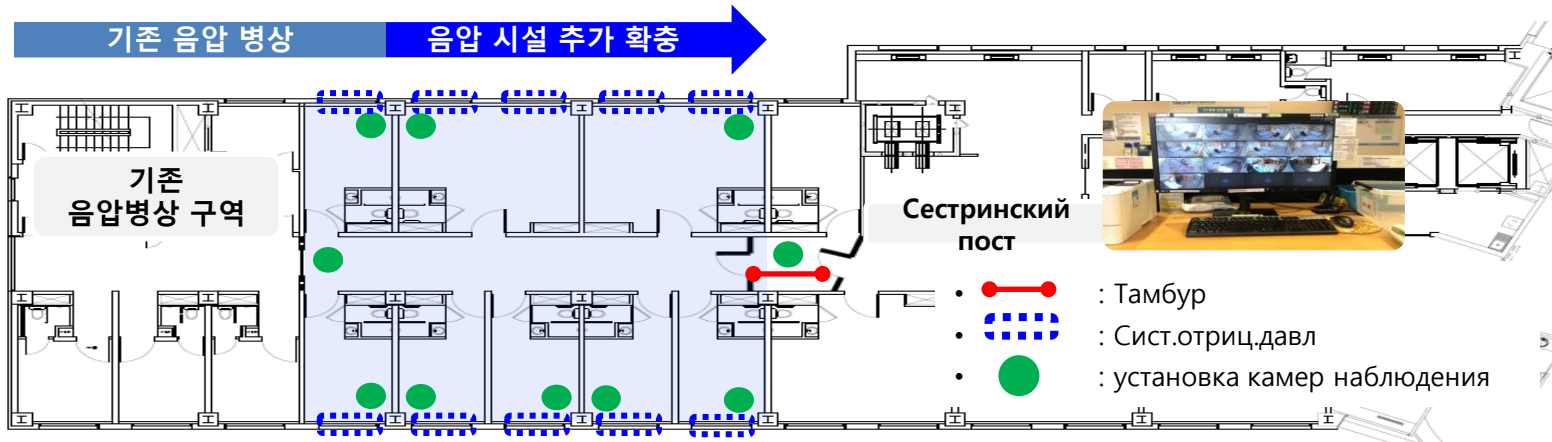 기존 음압 병상
음압 시설 추가 확충
기존
음압병상 구역
Сестринский
пост
• : Тамбур
• : Сист.отриц.давл
• : установка камер наблюдения